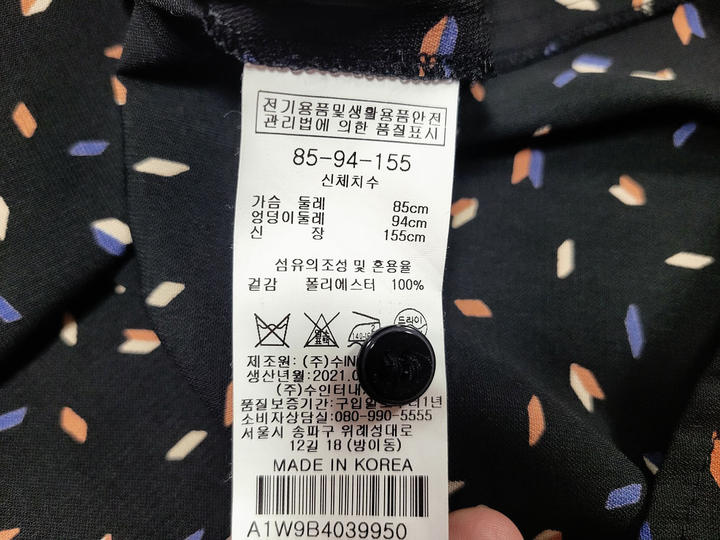 전기용품및생활용품안전
관리법에 의한 품질표시
85-94-155
신체치수
가슴 둘레 85cm
엉덩이둘레 94cm
신 장 155cm
섬유의조성 및 혼용율
겉감 폴리에스터 100%
드라이
제조원: (주)수IN
생산년월:2021.0
(주)수인터내
품질보증기간:구입일 1년
소비자상담실:080-990-5555
서울시 송파구 위례성대로
12길 18 (방이동)
MADE IN KOREA
A1W9B4039950